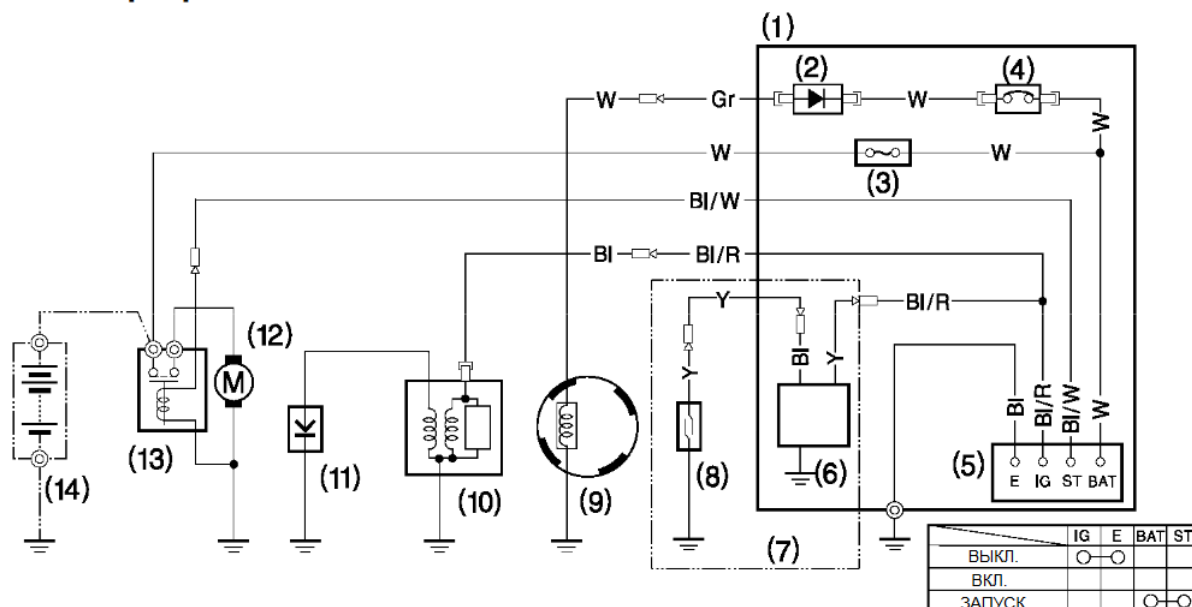 (1)
(2)
(4)
W
Gr
W
W
W
W
(3)
Bl/W
Bl
Bl/R
Y
Bl/R
(12)
M
Bl
Y
Y
Bl
Bl/R
Bl/W
W
(13)
(14)
(11)
(10)
(9)
(8)
(6)
(5)
E IG ST BAT
(7)
IG E BAT ST
ВЫКЛ.
ВКЛ.
ЗАПУСК